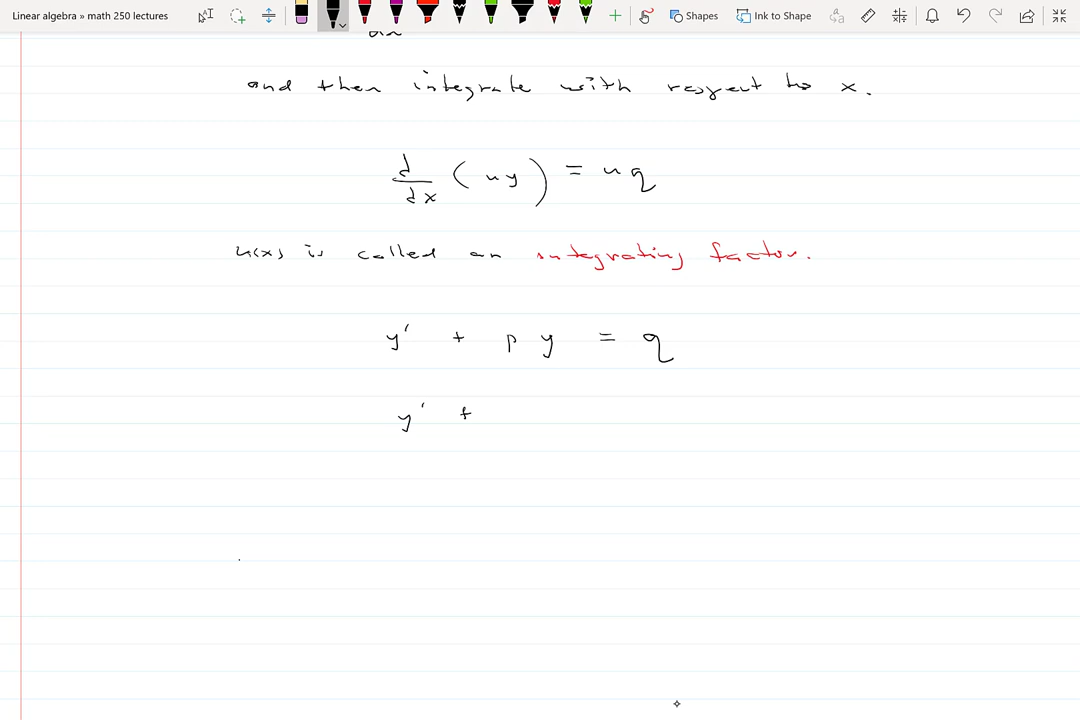 Linear algebra » math 250 lectures
Shapes
Ink to Shape
dx
and then integrate with respect to x.
d/dx (uy) = uq
u(x) is called an integrating factor.
y' + p y = q
y' +